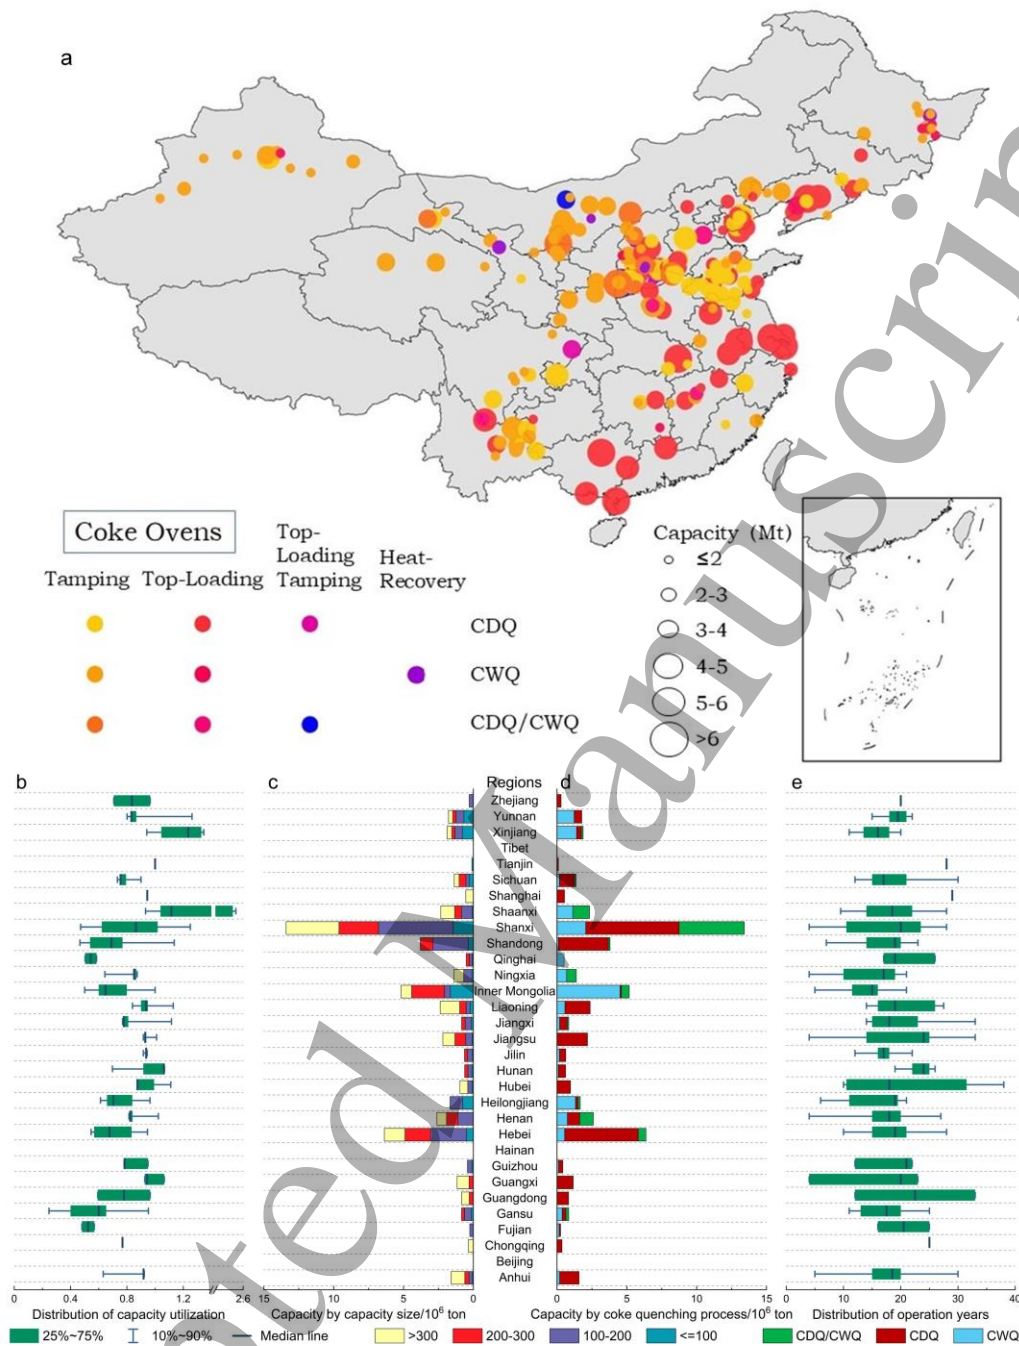 a
Coke Ovens
Top-
Loading
Tamping
Heat-
Recovery
Tamping
Top-Loading
CDQ
CWQ
CDQ/CWQ
Capacity (Mt)
≤2
2-3
3-4
4-5
5-6
>6
b
c
Regions
d
e
Zhejiang
Yunnan
Xinjiang
Tibet
Tianjin
Sichuan
Shanghai
Shaanxi
Shanxi
Shandong
Qinghai
Ningxia
Inner Mongolia
Liaoning
Jiangxi
Jiangsu
Jilin
Hunan
Hubei
Heilongjiang
Henan
Hebei
Hainan
Guizhou
Guangxi
Guangdong
Gansu
Fujian
Chongqing
Beijing
Anhui
0 0.4 0.8 1.2 2.6
15 10 5 0
0 5 10 15
0 10 20 30 40
Distribution of capacity utilization
Capacity by capacity size/10⁶ ton
Capacity by coke quenching process/10⁶ ton
Distribution of operation years
25%~75% 10%~90% Median line
>300 200-300 100-200 <=100
CDQ/CWQ CDQ CWQ